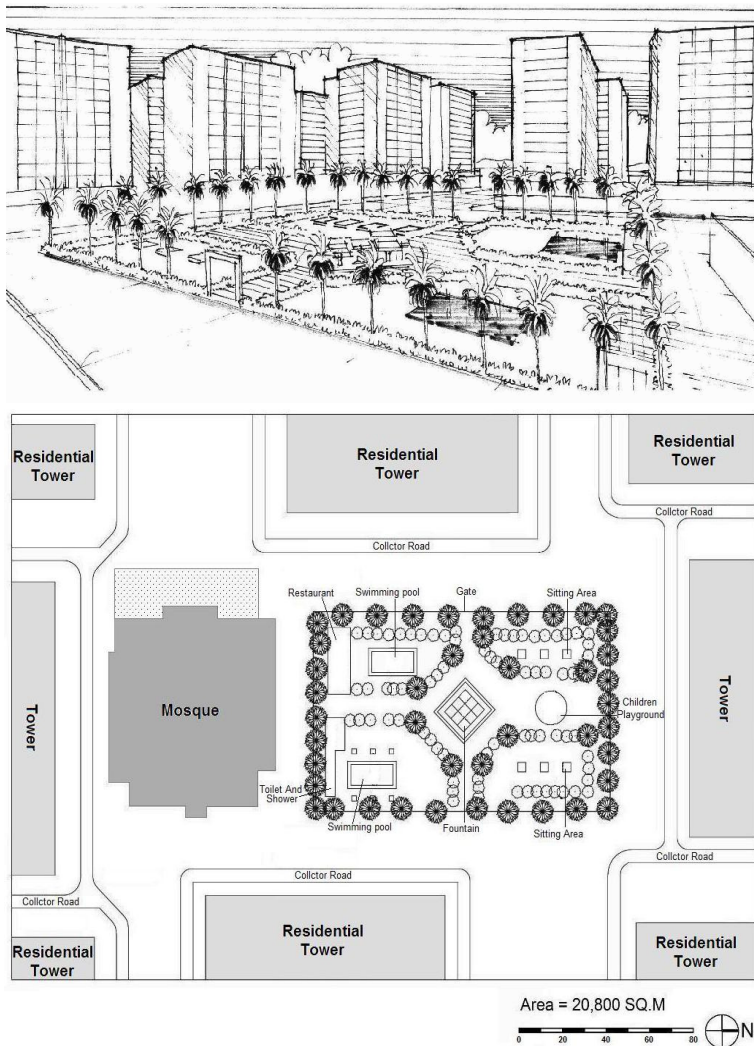 Residential
Tower
Residential
Tower
Residential
Tower
Collctor Road
Collctor Road
Restaurant
Swimming pool
Gate
Sitting Area
Tower
Mosque
Children
Playground
Tower
Toilet And
Shower
Swimming pool
Fountain
Sitting Area
Collctor Road
Collctor Road
Collctor Road
Residential
Tower
Residential
Tower
Residential
Tower
Area = 20,800 SQ.M
0 20 40 60 80
N